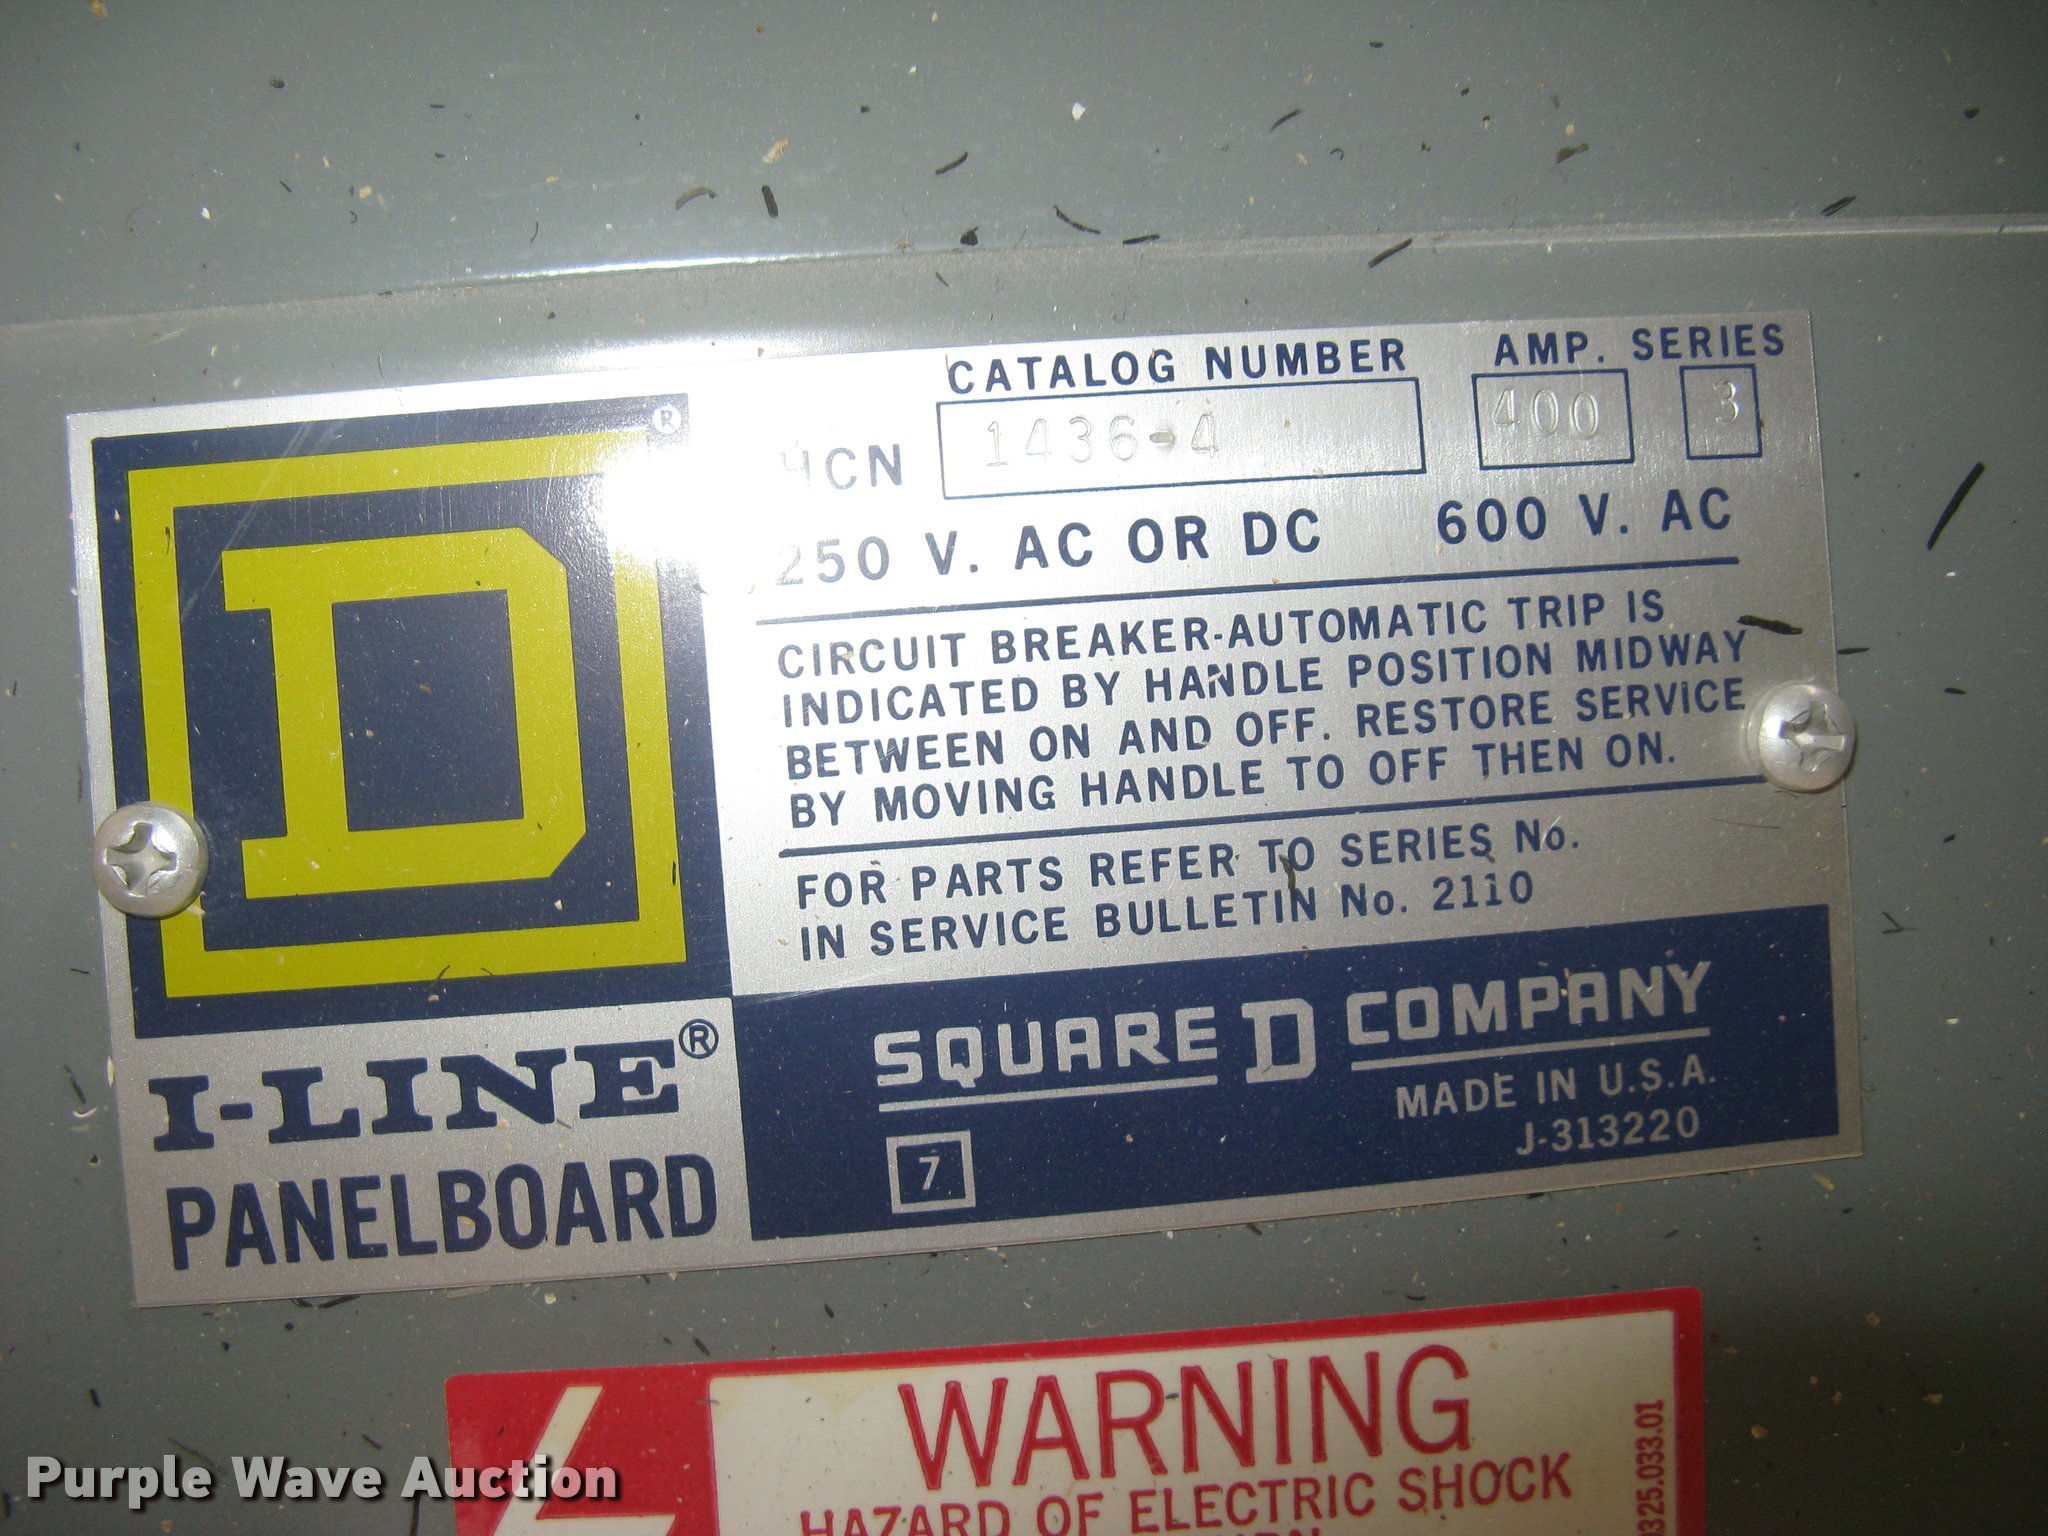 D ®
I-LINE®
PANELBOARD
CATALOG NUMBER AMP. SERIES
HCN 1436-4 400 3
250 V. AC OR DC 600 V. AC
CIRCUIT BREAKER-AUTOMATIC TRIP IS
INDICATED BY HANDLE POSITION MIDWAY
BETWEEN ON AND OFF. RESTORE SERVICE
BY MOVING HANDLE TO OFF THEN ON.
FOR PARTS REFER TO SERIES No.
IN SERVICE BULLETIN No. 2110
SQUARE D COMPANY
MADE IN U.S.A.
7 J-313220
WARNING
HAZARD OF ELECTRIC SHOCK
325.033.01
Purple Wave Auction